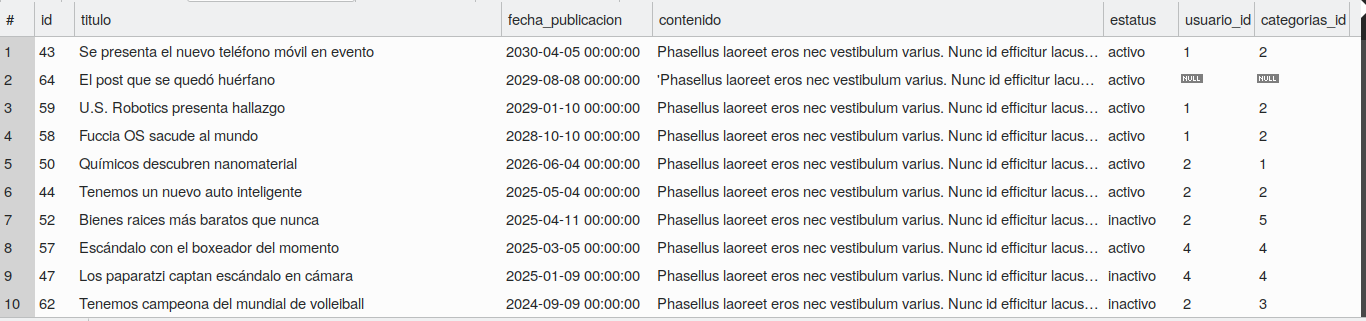 # id titulo fecha_publicacion contenido estatus usuario_id categorias_id
1 43 Se presenta el nuevo teléfono móvil en evento 2030-04-05 00:00:00 Phasellus laoreet eros nec vestibulum varius. Nunc id efficitur lacus... activo 1 2
2 64 El post que se quedó huérfano 2029-08-08 00:00:00 'Phasellus laoreet eros nec vestibulum varius. Nunc id efficitur lacu... activo NULL NULL
3 59 U.S. Robotics presenta hallazgo 2029-01-10 00:00:00 Phasellus laoreet eros nec vestibulum varius. Nunc id efficitur lacus... activo 1 2
4 58 Fuccia OS sacude al mundo 2028-10-10 00:00:00 Phasellus laoreet eros nec vestibulum varius. Nunc id efficitur lacus... activo 1 2
5 50 Químicos descubren nanomaterial 2026-06-04 00:00:00 Phasellus laoreet eros nec vestibulum varius. Nunc id efficitur lacus... activo 2 1
6 44 Tenemos un nuevo auto inteligente 2025-05-04 00:00:00 Phasellus laoreet eros nec vestibulum varius. Nunc id efficitur lacus... activo 2 2
7 52 Bienes raices más baratos que nunca 2025-04-11 00:00:00 Phasellus laoreet eros nec vestibulum varius. Nunc id efficitur lacus... inactivo 2 5
8 57 Escándalo con el boxeador del momento 2025-03-05 00:00:00 Phasellus laoreet eros nec vestibulum varius. Nunc id efficitur lacus... activo 4 4
9 47 Los paparatzi captan escándalo en cámara 2025-01-09 00:00:00 Phasellus laoreet eros nec vestibulum varius. Nunc id efficitur lacus... inactivo 4 4
10 62 Tenemos campeona del mundial de volleiball 2024-09-09 00:00:00 Phasellus laoreet eros nec vestibulum varius. Nunc id efficitur lacus... inactivo 2 3